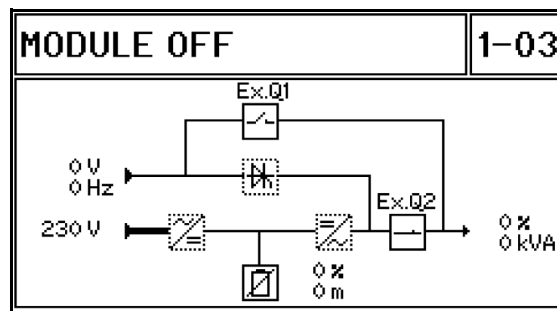 MODULE OFF
1-03
Ex.Q1
0 V
0 Hz
Ex.Q2
230 V
0 %
0 kVA
0 %
0 m